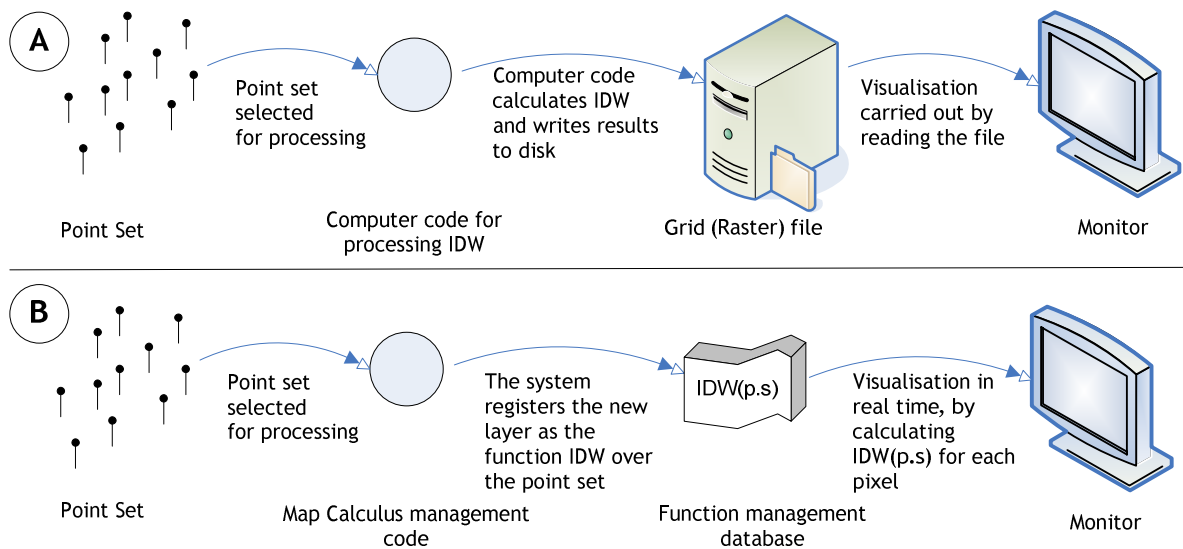 A
Point set
selected
for processing
Computer code
calculates IDW
and writes results
to disk
Visualisation
carried out by
reading the file
Point Set
Computer code for
processing IDW
Grid (Raster) file
Monitor
B
Point set
selected
for processing
The system
registers the new
layer as the
function IDW over
the point set
IDW(p.s)
Visualisation in
real time, by
calculating
IDW(p.s) for each
pixel
Point Set
Map Calculus management
code
Function management
database
Monitor